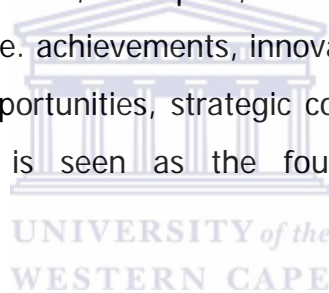 e. achievements, innova
portunities, strategic co
is seen as the fou
UNIVERSITY of the
WESTERN CAPE